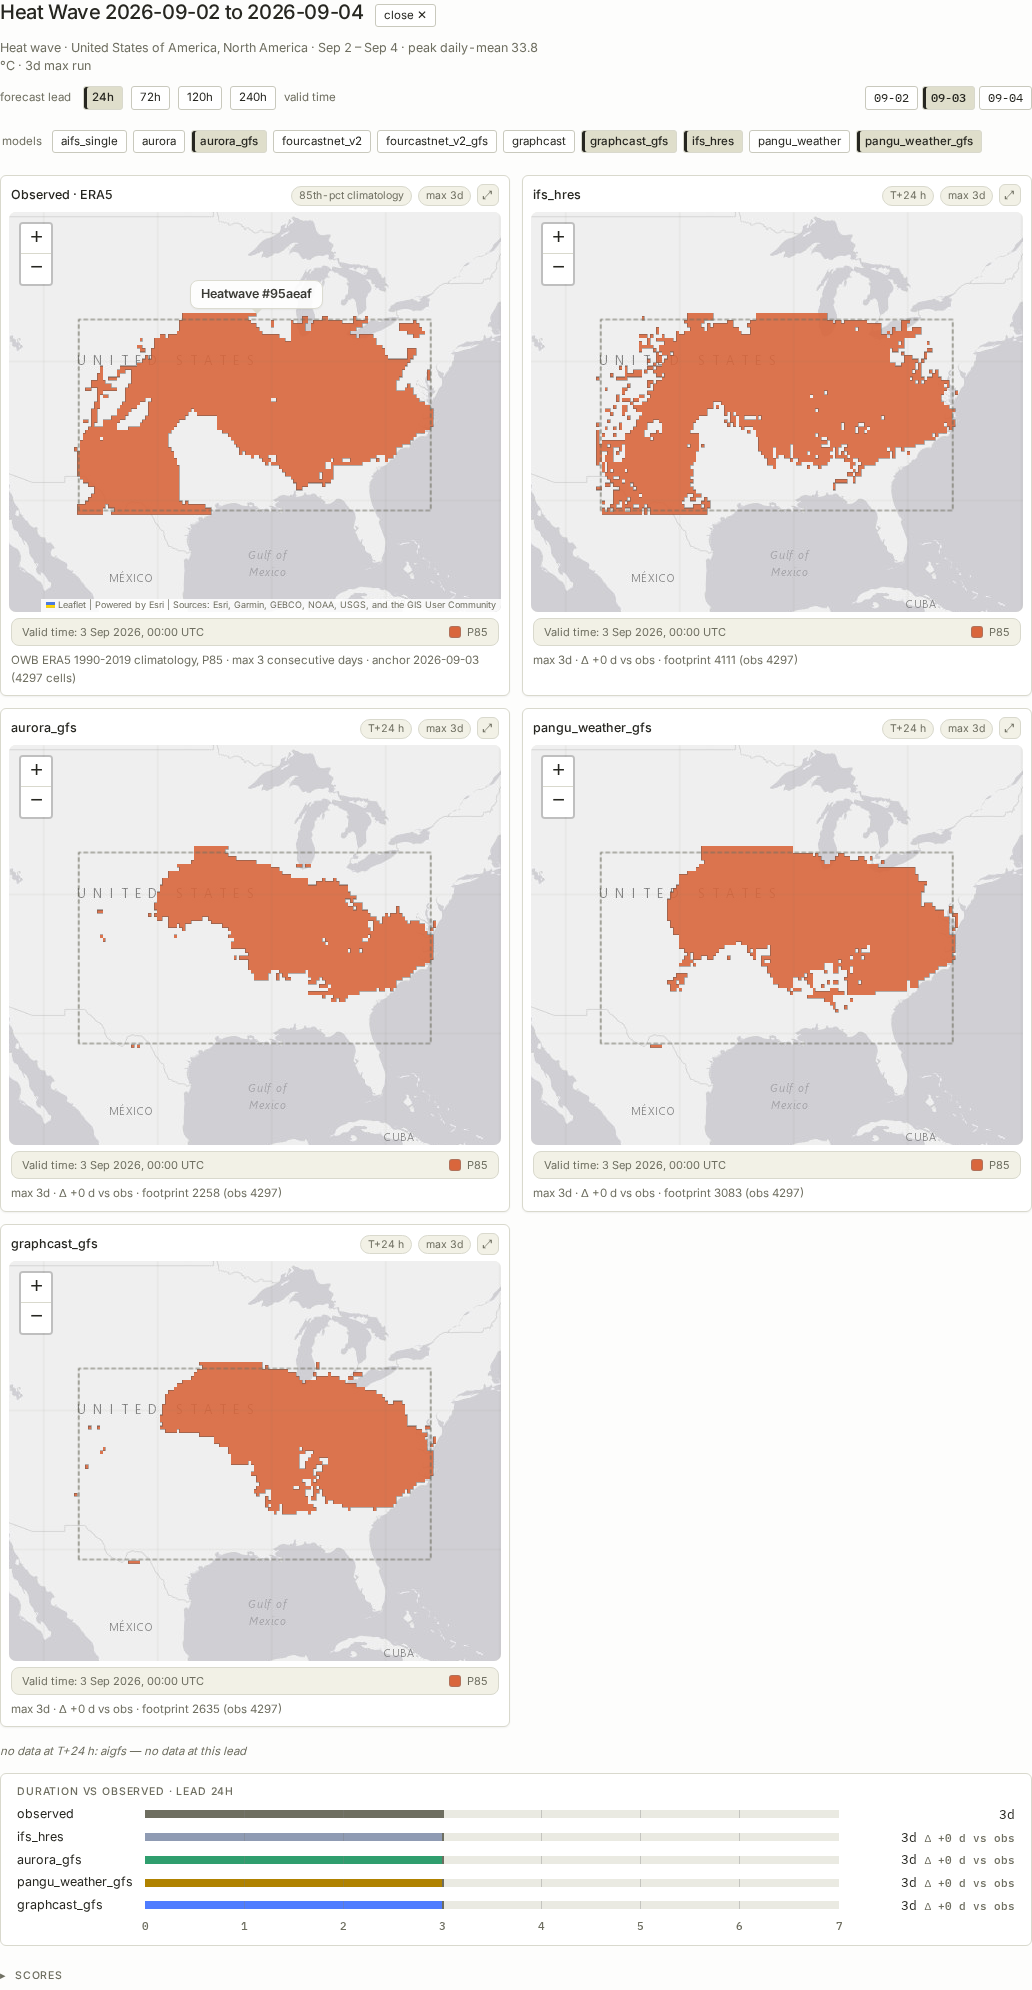 Heat Wave 2026-09-02 to 2026-09-04 close ✕
Heat wave · United States of America, North America · Sep 2 – Sep 4 · peak daily-mean 33.8
°C · 3d max run
forecast lead 24h 72h 120h 240h valid time 09-02 09-03 09-04
models aifs_single aurora aurora_gfs fourcastnet_v2 fourcastnet_v2_gfs graphcast graphcast_gfs ifs_hres pangu_weather pangu_weather_gfs
Observed · ERA5 85th-pct climatology max 3d ⤢
+
−
Heatwave #95aeaf
UNITED STATES
Gulf of
Mexico
MÉXICO
Leaflet | Powered by Esri | Sources: Esri, Garmin, GEBCO, NOAA, USGS, and the GIS User Community
Valid time: 3 Sep 2026, 00:00 UTC P85
OWB ERA5 1990-2019 climatology, P85 · max 3 consecutive days · anchor 2026-09-03
(4297 cells)
ifs_hres T+24 h max 3d ⤢
+
−
UNITED STATES
Gulf of
Mexico
MÉXICO
CUBA
Valid time: 3 Sep 2026, 00:00 UTC P85
max 3d · Δ +0 d vs obs · footprint 4111 (obs 4297)
aurora_gfs T+24 h max 3d ⤢
+
−
UNITED STATES
Gulf of
Mexico
MÉXICO
CUBA
Valid time: 3 Sep 2026, 00:00 UTC P85
max 3d · Δ +0 d vs obs · footprint 2258 (obs 4297)
pangu_weather_gfs T+24 h max 3d ⤢
+
−
UNITED STATES
Gulf of
Mexico
MÉXICO
CUBA
Valid time: 3 Sep 2026, 00:00 UTC P85
max 3d · Δ +0 d vs obs · footprint 3083 (obs 4297)
graphcast_gfs T+24 h max 3d ⤢
+
−
UNITED STATES
Gulf of
Mexico
MÉXICO
CUBA
Valid time: 3 Sep 2026, 00:00 UTC P85
max 3d · Δ +0 d vs obs · footprint 2635 (obs 4297)
no data at T+24 h: aigfs — no data at this lead
DURATION VS OBSERVED · LEAD 24H
observed 3d
ifs_hres 3d Δ +0 d vs obs
aurora_gfs 3d Δ +0 d vs obs
pangu_weather_gfs 3d Δ +0 d vs obs
graphcast_gfs 3d Δ +0 d vs obs
0 1 2 3 4 5 6 7
▸ SCORES